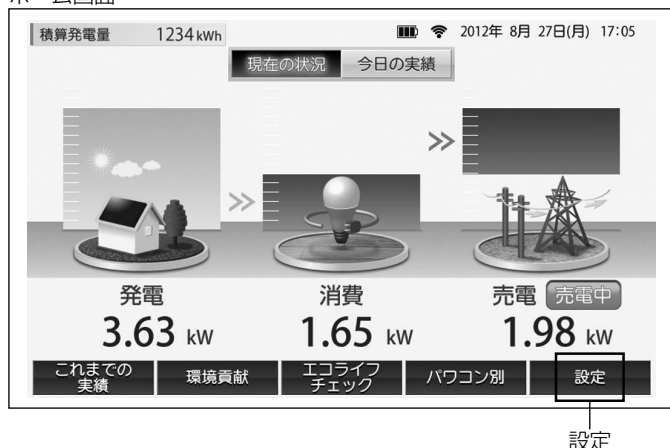 ホーム画面
積算発電量 1234 kWh 2012年 8月 27日(月) 17:05
現在の状況 今日の実績
発電 消費 売電 売電中
3.63 kW 1.65 kW 1.98 kW
これまでの
実績
環境貢献
エコライフ
チェック
パワコン別
設定
設定